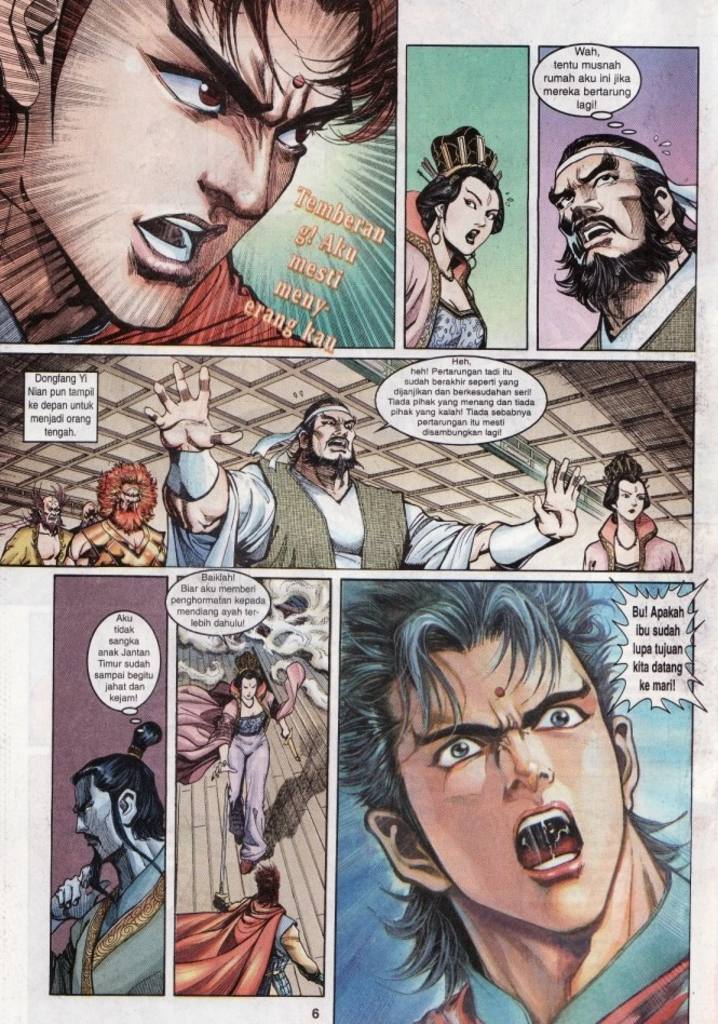 Temberan
g! Aku
mesti
meny-
erang kau
Wah,
tentu musnah
rumah aku ini jika
mereka bertarung
lagi!
Dongfang Yi
Nian pun tampil
ke depan untuk
menjadi orang
tengah.
Heh,
heh! Pertarungan tadi itu
sudah berakhir seperti yang
dijanjikan dan berkesudahan seri!
Tiada pihak yang menang dan tiada
pihak yang kalah! Tiada sebabnya
pertarungan itu mesti
disambungkan lagi!
Aku
tidak
sangka
anak Jantan
Timur sudah
sampai begitu
jahat dan
kejam!
Baiklah!
Biar aku memberi
penghormatan kepada
mendiang ayah ter-
lebih dahulu!
Bu! Apakah
ibu sudah
lupa tujuan
kita datang
ke mari!
6